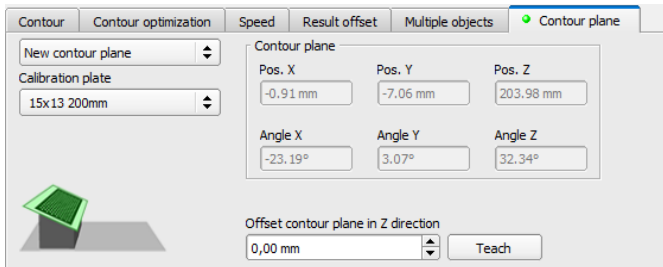 Contour Contour optimization Speed Result offset Multiple objects Contour plane
New contour plane
Calibration plate
15x13 200mm
Contour plane
Pos. X Pos. Y Pos. Z
-0.91 mm -7.06 mm 203.98 mm
Angle X Angle Y Angle Z
-23.19° 3.07° 32.34°
Offset contour plane in Z direction
0,00 mm Teach